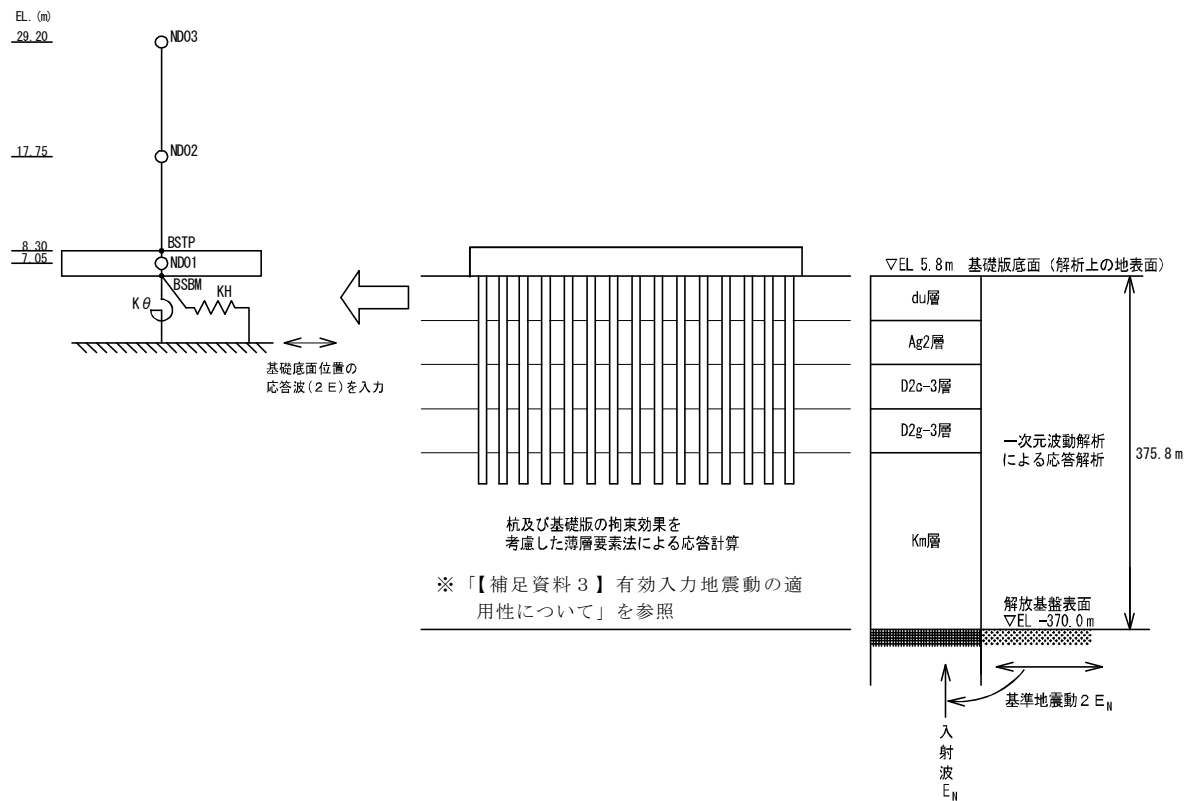 EL. (m)
29.20
ND03
17.75
ND02
8.30
BSTP
7.05
ND01
BSBM
Kθ
KH
基礎底面位置の
応答波(2E)を入力
杭及び基礎版の拘束効果を
考慮した薄層要素法による応答計算
※「【補足資料3】有効入力地震動の適
用性について」を参照
▽EL 5.8m 基礎版底面(解析上の地表面)
du層
Ag2層
D2c-3層
D2g-3層
Km層
一次元波動解析
による応答解析
375.8m
解放基盤表面
▽EL -370.0m
基準地震動2EN
入
射
波
EN